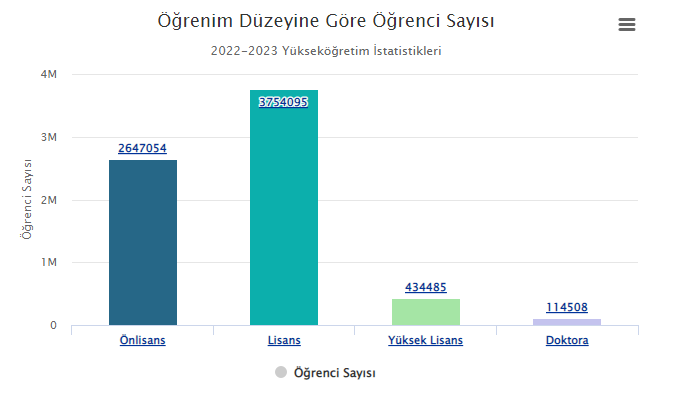 Öğrenim Düzeyine Göre Öğrenci Sayısı
2022-2023 Yükseköğretim İstatistikleri
4M
3M
2M
1M
0
Öğrenci Sayısı
2647054
3754095
434485
114508
Önlisans
Lisans
Yüksek Lisans
Doktora
Öğrenci Sayısı